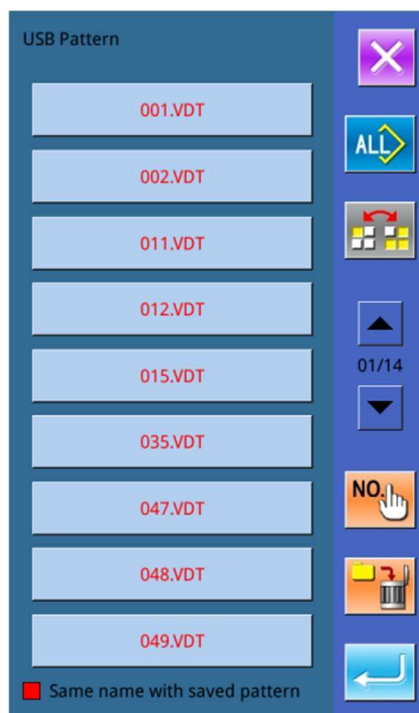 USB Pattern
001.VDT
ALL
002.VDT
011.VDT
012.VDT
01/14
015.VDT
035.VDT
NO.
047.VDT
048.VDT
049.VDT
Same name with saved pattern